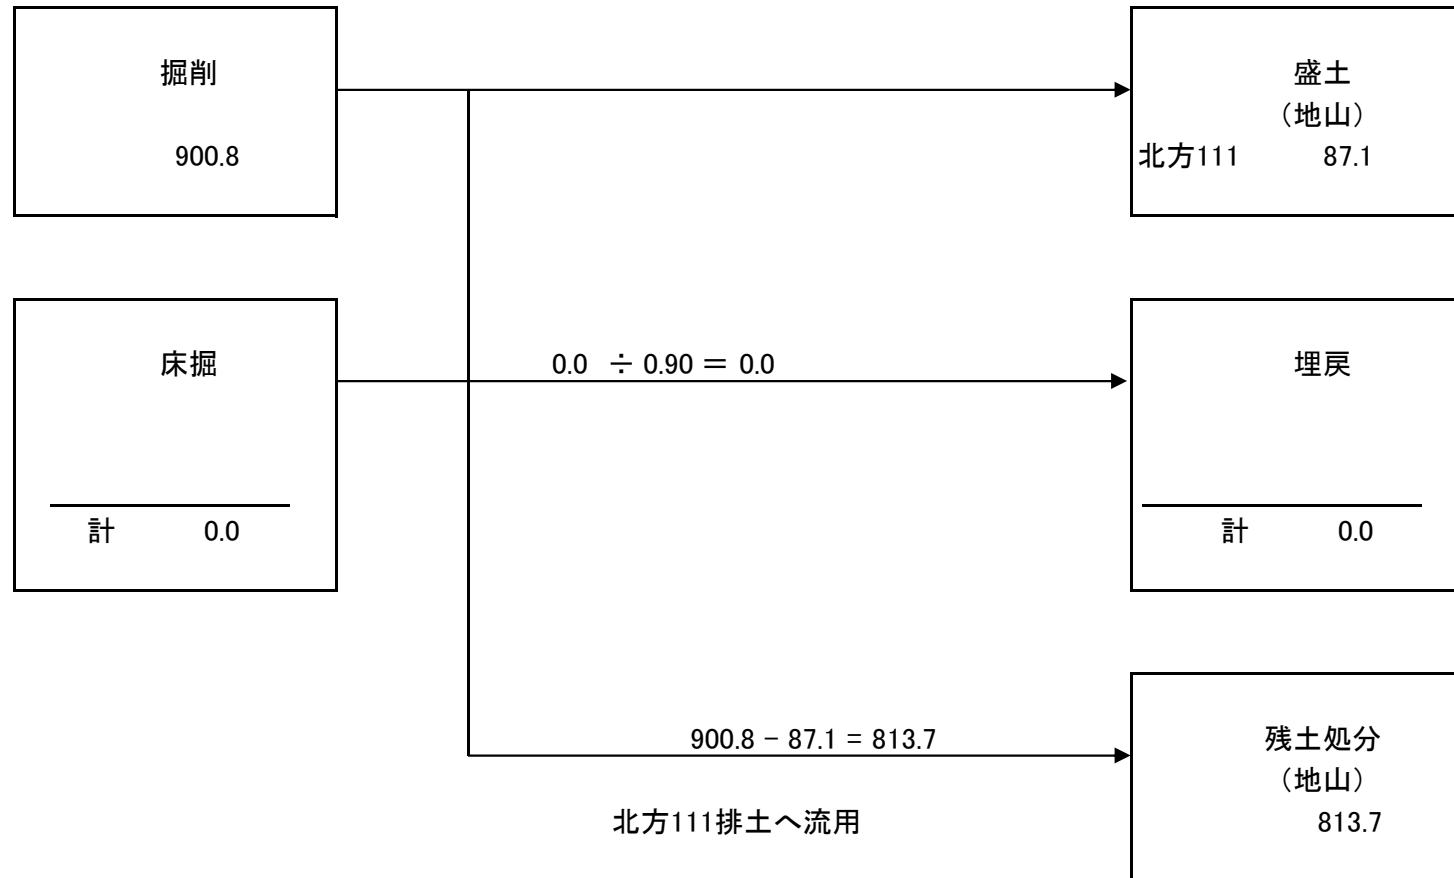 掘削
900.8
盛土
（地山）
北方111 87.1
床掘
計 0.0
0.0 ÷ 0.90 ＝ 0.0
埋戻
計 0.0
900.8 − 87.1 = 813.7
北方111排土へ流用
残土処分
（地山）
813.7